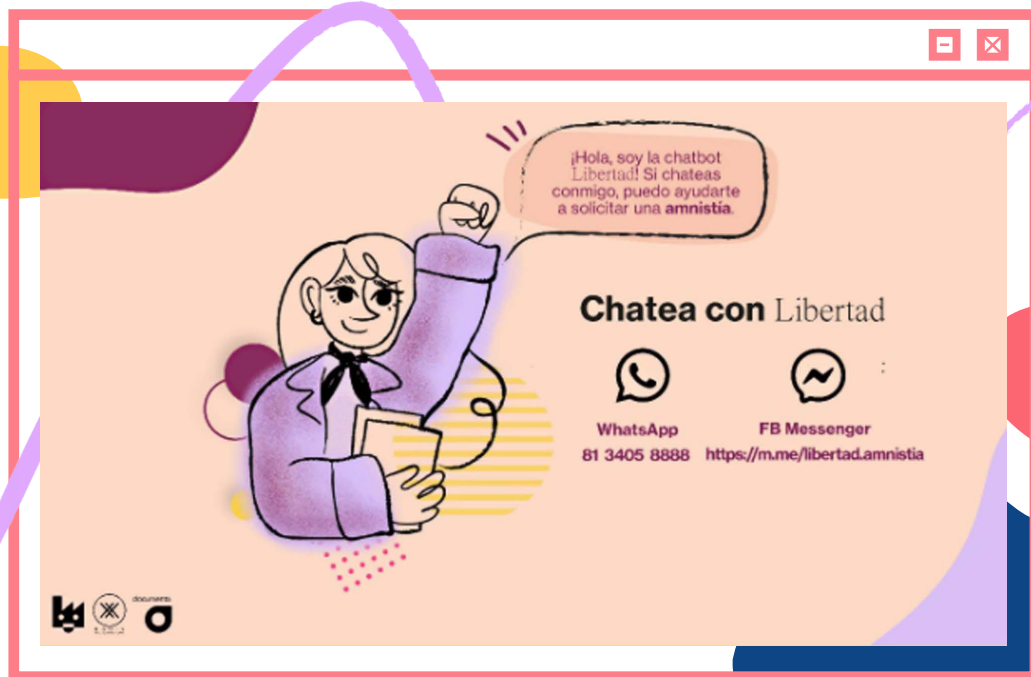 ¡Hola, soy la chatbot
Libertad! Si chateas
conmigo, puedo ayudarte
a solicitar una amnistía.
Chatea con Libertad
WhatsApp
81 3405 8888
FB Messenger
https://m.me/libertad.amnistia
documenta